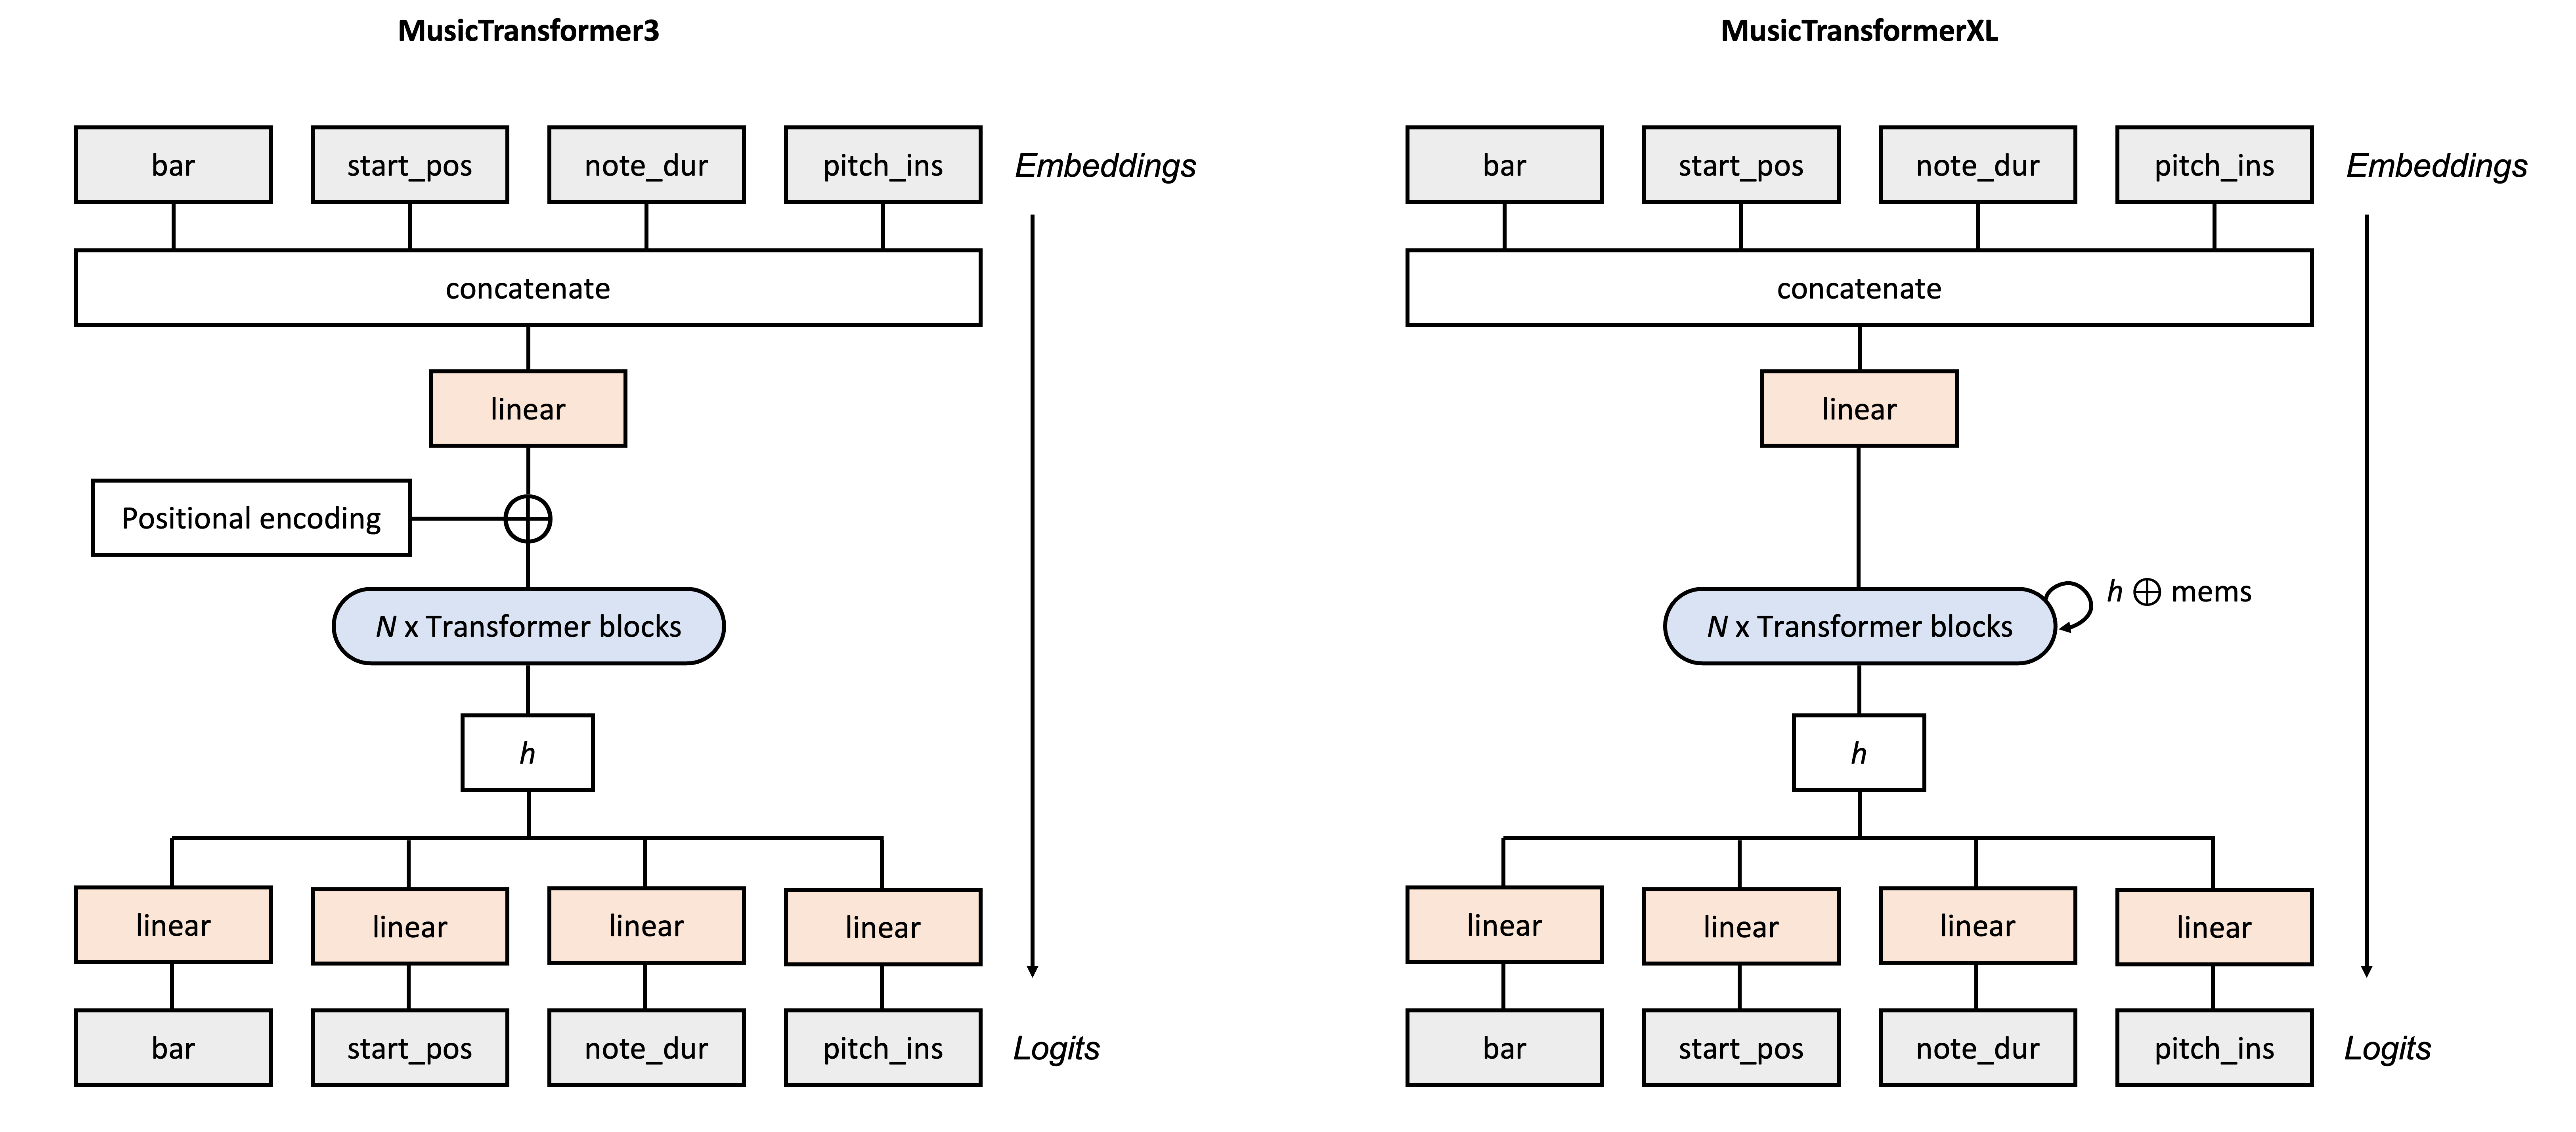 MusicTransformer3
bar
start_pos
note_dur
pitch_ins
Embeddings
concatenate
linear
Positional encoding
N x Transformer blocks
h
linear
linear
linear
linear
bar
start_pos
note_dur
pitch_ins
Logits
MusicTransformerXL
bar
start_pos
note_dur
pitch_ins
Embeddings
concatenate
linear
N x Transformer blocks
h ⊕ mems
h
linear
linear
linear
linear
bar
start_pos
note_dur
pitch_ins
Logits